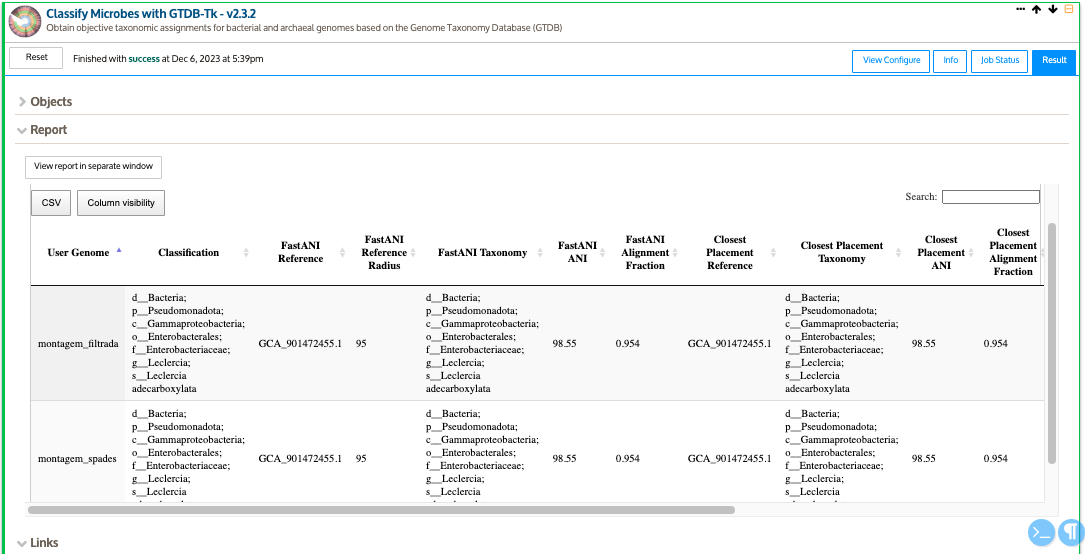 Classify Microbes with GTDB-Tk - v2.3.2
Obtain objective taxonomic assignments for bacterial and archaeal genomes based on the Genome Taxonomy Database (GTDB)
Reset
Finished with success at Dec 6, 2023 at 5:39pm
View Configure
Info
Job Status
Result
Objects
Report
View report in separate window
CSV
Column visibility
Search:
User Genome
Classification
FastANI
Reference
FastANI
Reference
Radius
FastANI Taxonomy
FastANI
ANI
FastANI
Alignment
Fraction
Closest
Placement
Reference
Closest Placement
Taxonomy
Closest
Placement
ANI
Closest
Placement
Alignment
Fraction
montagem_filtrada
d__Bacteria;
p__Pseudomonadota;
c__Gammaproteobacteria;
o__Enterobacterales;
f__Enterobacteriaceae;
g__Leclercia;
s__Leclercia
adecarboxylata
GCA_901472455.1
95
d__Bacteria;
p__Pseudomonadota;
c__Gammaproteobacteria;
o__Enterobacterales;
f__Enterobacteriaceae;
g__Leclercia;
s__Leclercia
adecarboxylata
98.55
0.954
GCA_901472455.1
d__Bacteria;
p__Pseudomonadota;
c__Gammaproteobacteria;
o__Enterobacterales;
f__Enterobacteriaceae;
g__Leclercia;
s__Leclercia
adecarboxylata
98.55
0.954
montagem_spades
d__Bacteria;
p__Pseudomonadota;
c__Gammaproteobacteria;
o__Enterobacterales;
f__Enterobacteriaceae;
g__Leclercia;
s__Leclercia
GCA_901472455.1
95
d__Bacteria;
p__Pseudomonadota;
c__Gammaproteobacteria;
o__Enterobacterales;
f__Enterobacteriaceae;
g__Leclercia;
s__Leclercia
98.55
0.954
GCA_901472455.1
d__Bacteria;
p__Pseudomonadota;
c__Gammaproteobacteria;
o__Enterobacterales;
f__Enterobacteriaceae;
g__Leclercia;
s__Leclercia
98.55
0.954
Links